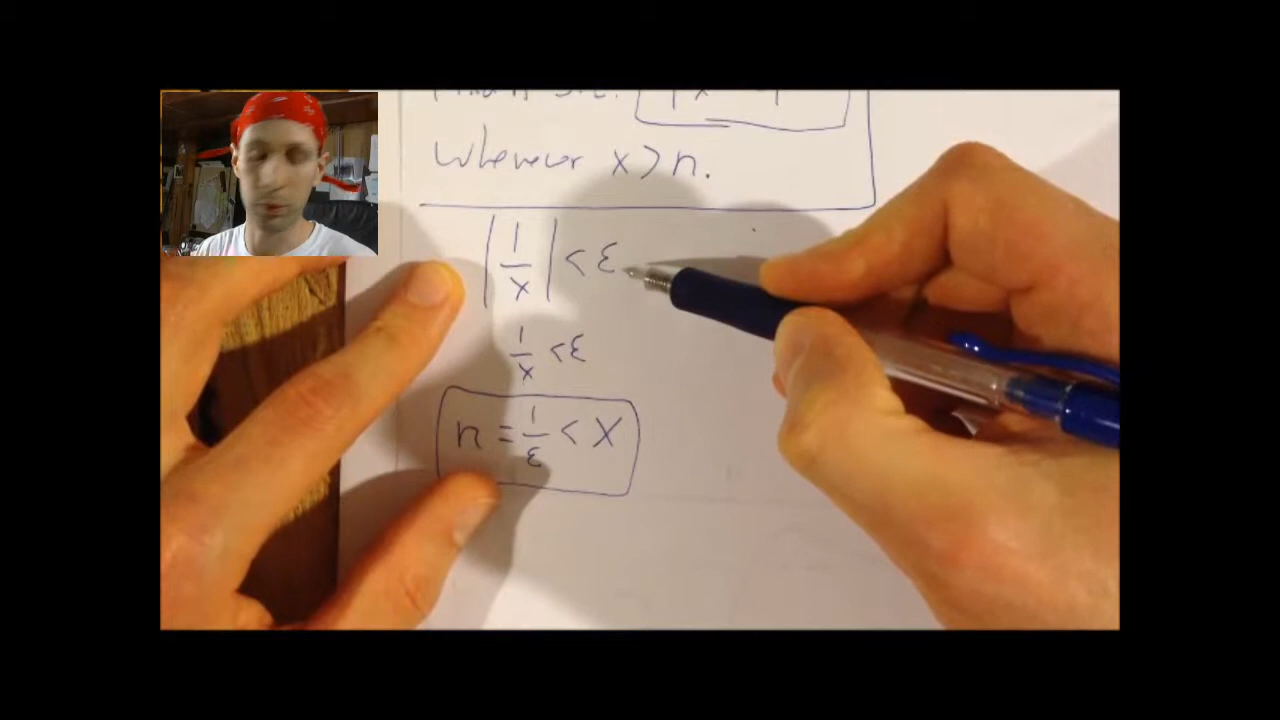 whenever x > n.
|1/x| < ε
1/x < ε
n = 1/ε < x